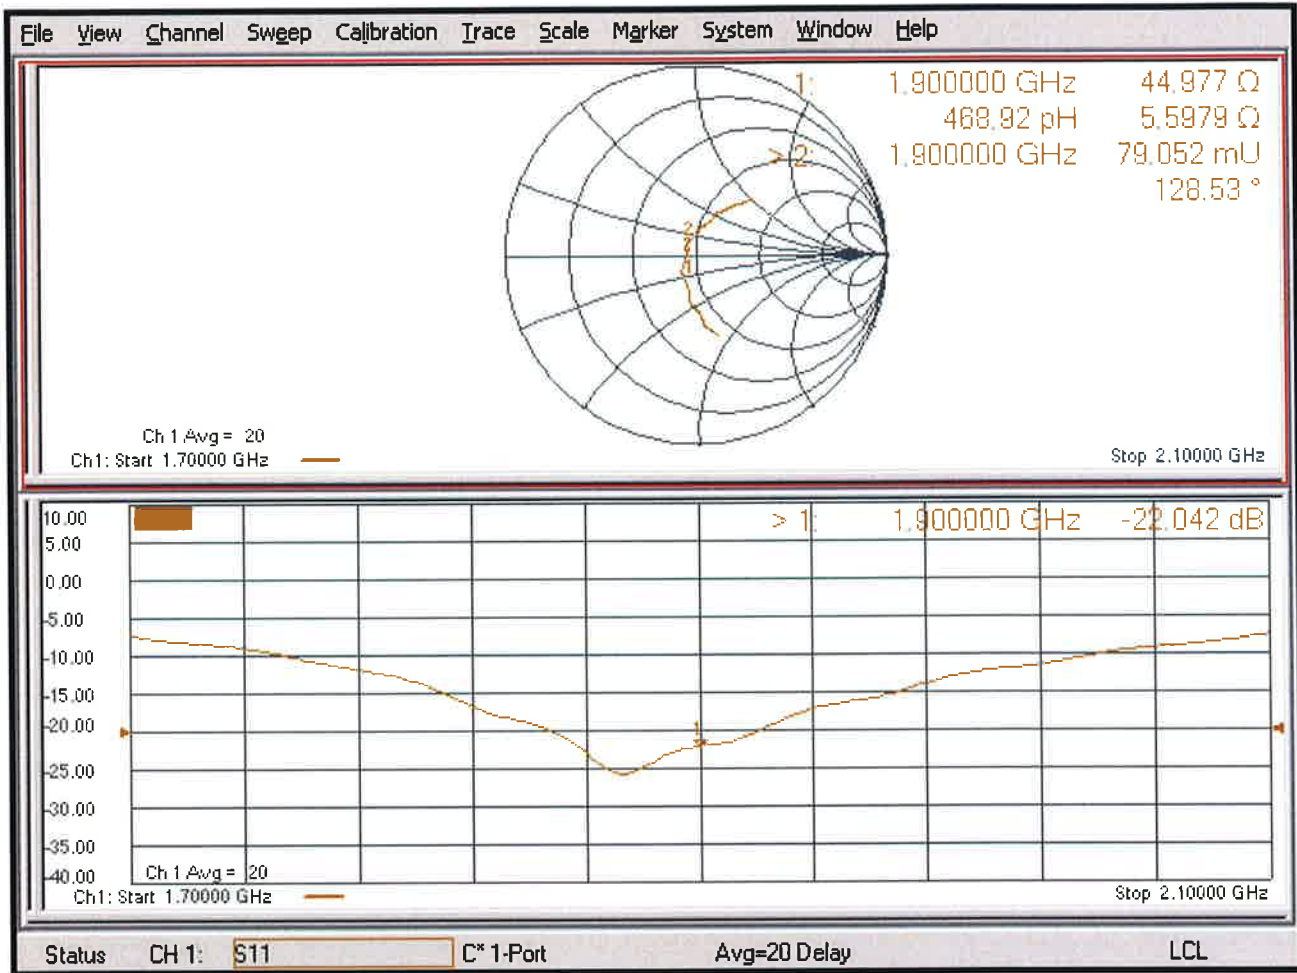 File View Channel Sweep Calibration Trace Scale Marker System Window Help
1: 1.900000 GHz 44.977 Ω
468.92 pH 5.5979 Ω
> 2: 1.900000 GHz 79.052 mU
128.53 °
2
1
Ch 1 Avg = 20
Ch1: Start 1.70000 GHz
Stop 2.10000 GHz
> 1: 1.900000 GHz -22.042 dB
10.00
5.00
0.00
-5.00
-10.00
-15.00
-20.00
1
-25.00
-30.00
-35.00
-40.00
Ch 1 Avg = 20
Ch1: Start 1.70000 GHz
Stop 2.10000 GHz
Status CH 1: S11 C* 1-Port Avg=20 Delay LCL